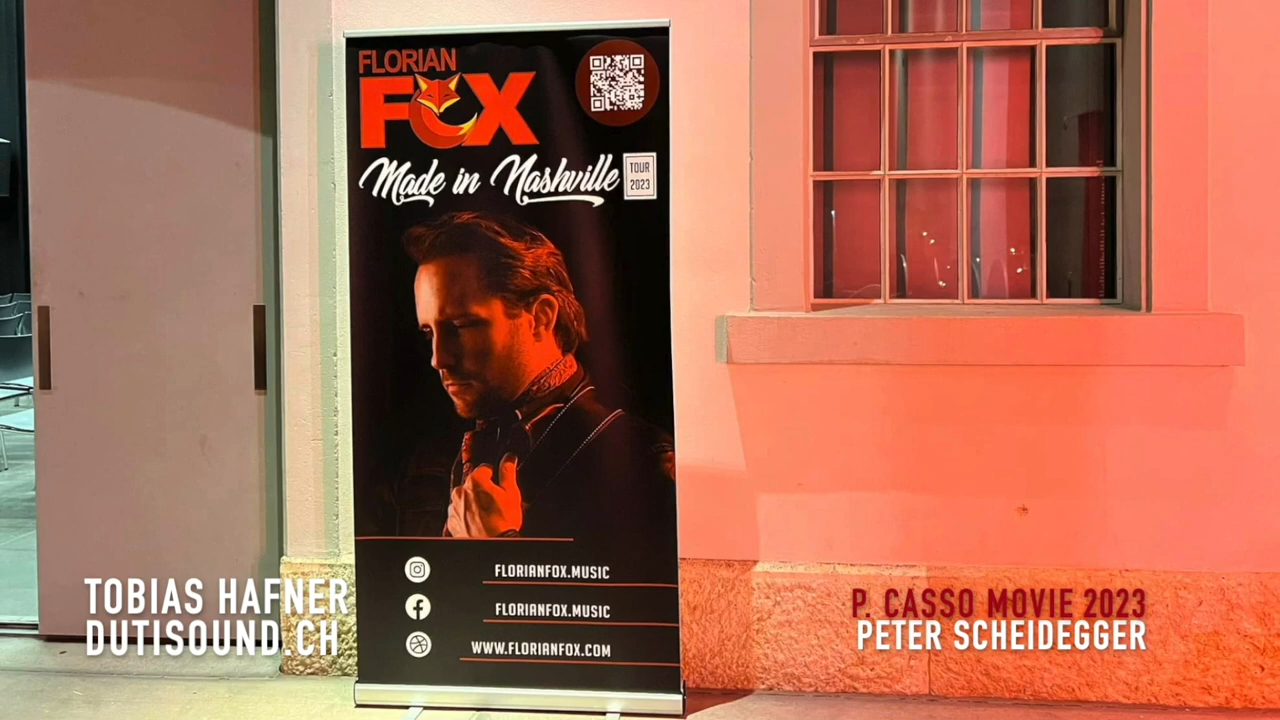 FLORIAN
FOX
Made in Nashville
TOUR
2023
FLORIANFOX.MUSIC
FLORIANFOX.MUSIC
WWW.FLORIANFOX.COM
TOBIAS HAFNER
DUTISOUND.CH
P. CASSO MOVIE 2023
PETER SCHEIDEGGER